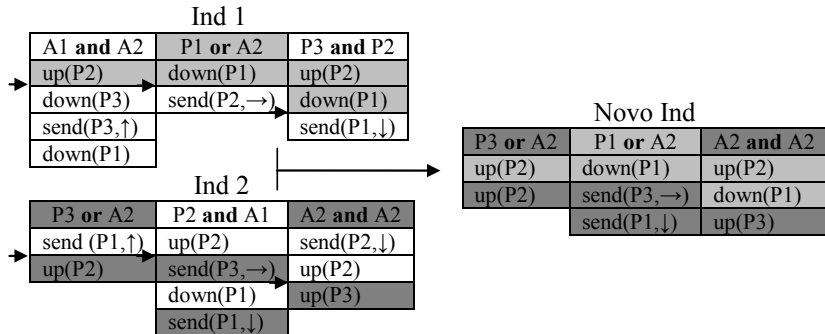 Ind 1
A1 and A2 P1 or A2 P3 and P2
up(P2) down(P1) up(P2)
down(P3) send(P2,→) down(P1)
send(P3,↑) send(P1,↓)
down(P1)
Novo Ind
P3 or A2 P1 or A2 A2 and A2
up(P2) down(P1) up(P2)
up(P2) send(P3,→) down(P1)
send(P1,↓) up(P3)
Ind 2
P3 or A2 P2 and A1 A2 and A2
send (P1,↑) up(P2) send(P2,↓)
up(P2) send(P3,→) up(P2)
down(P1) up(P3)
send(P1,↓)